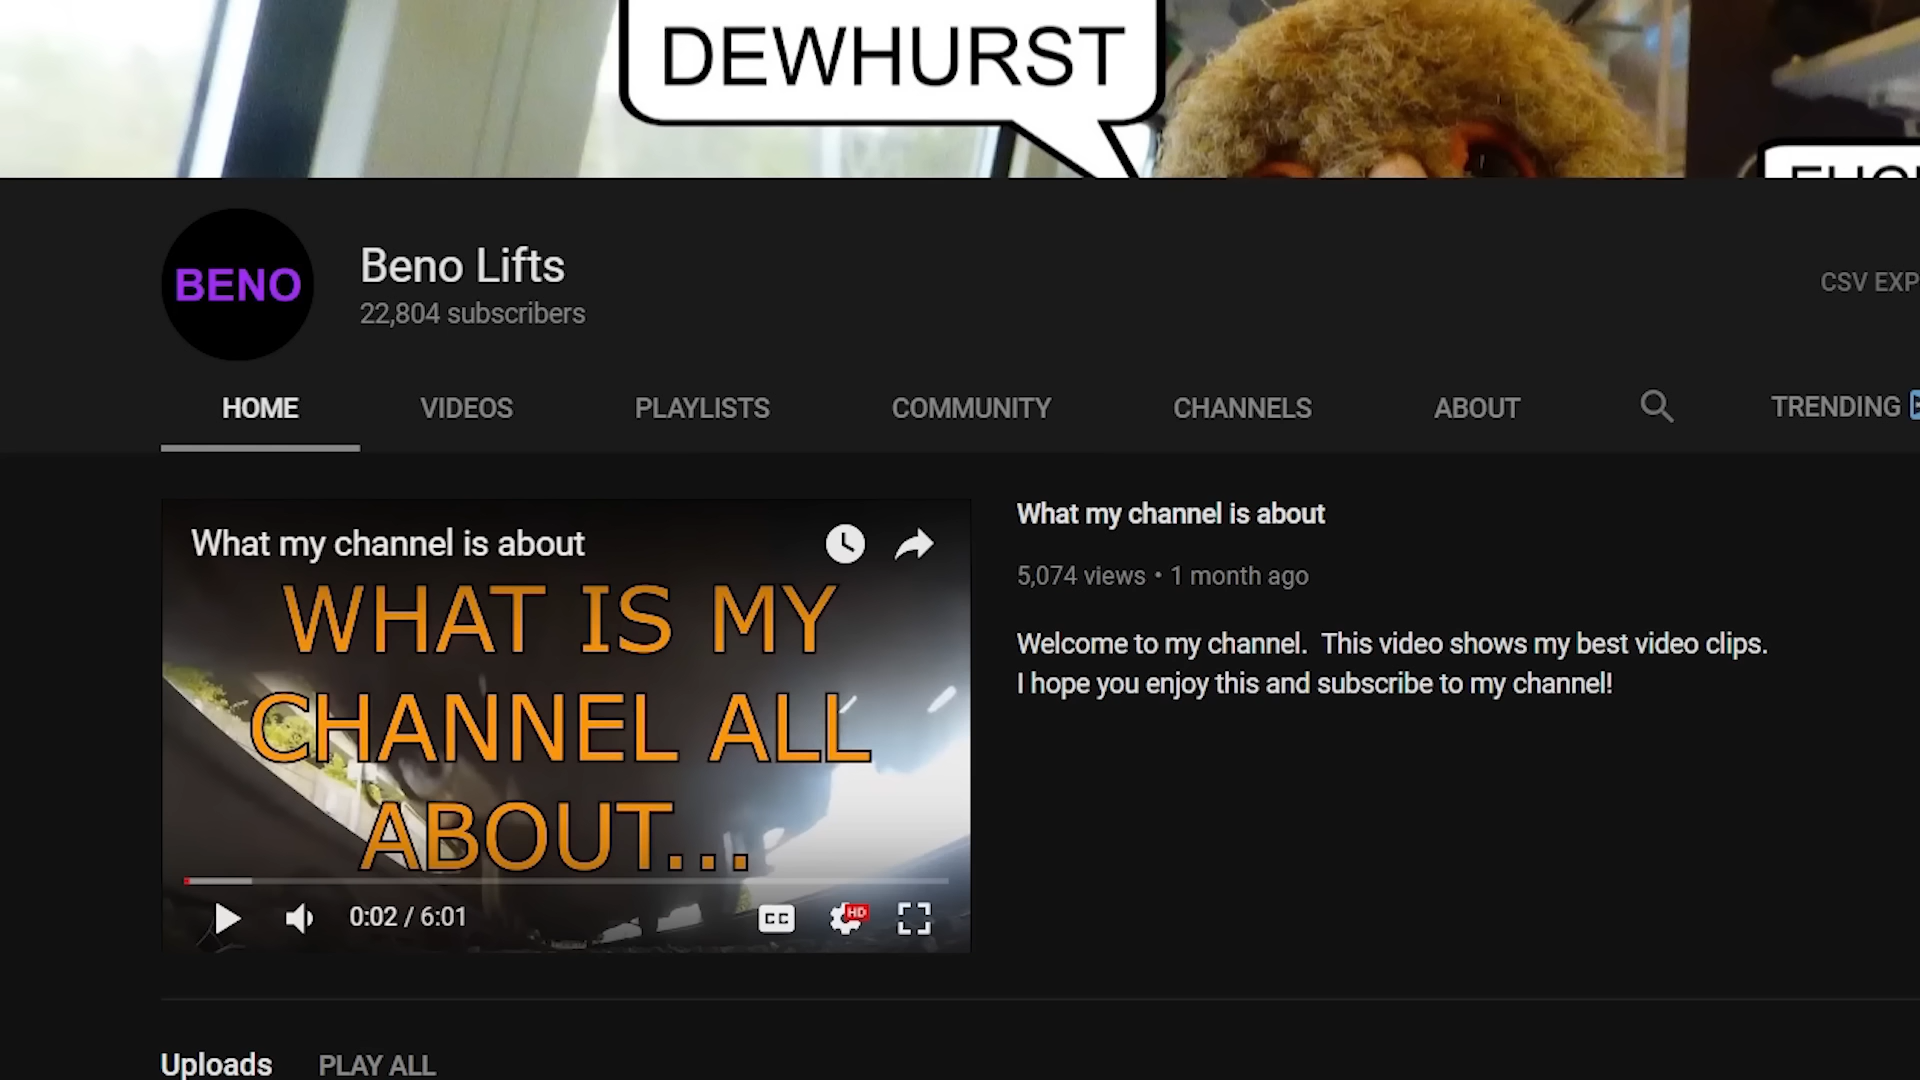 DEWHURST
BENO
Beno Lifts
22,804 subscribers
CSV EXP
HOME VIDEOS PLAYLISTS COMMUNITY CHANNELS ABOUT TRENDING
What my channel is about
WHAT IS MY
CHANNEL ALL
ABOUT...
0:02 / 6:01
CC
HD
What my channel is about
5,074 views • 1 month ago
Welcome to my channel.  This video shows my best video clips.
I hope you enjoy this and subscribe to my channel!
Uploads PLAY ALL